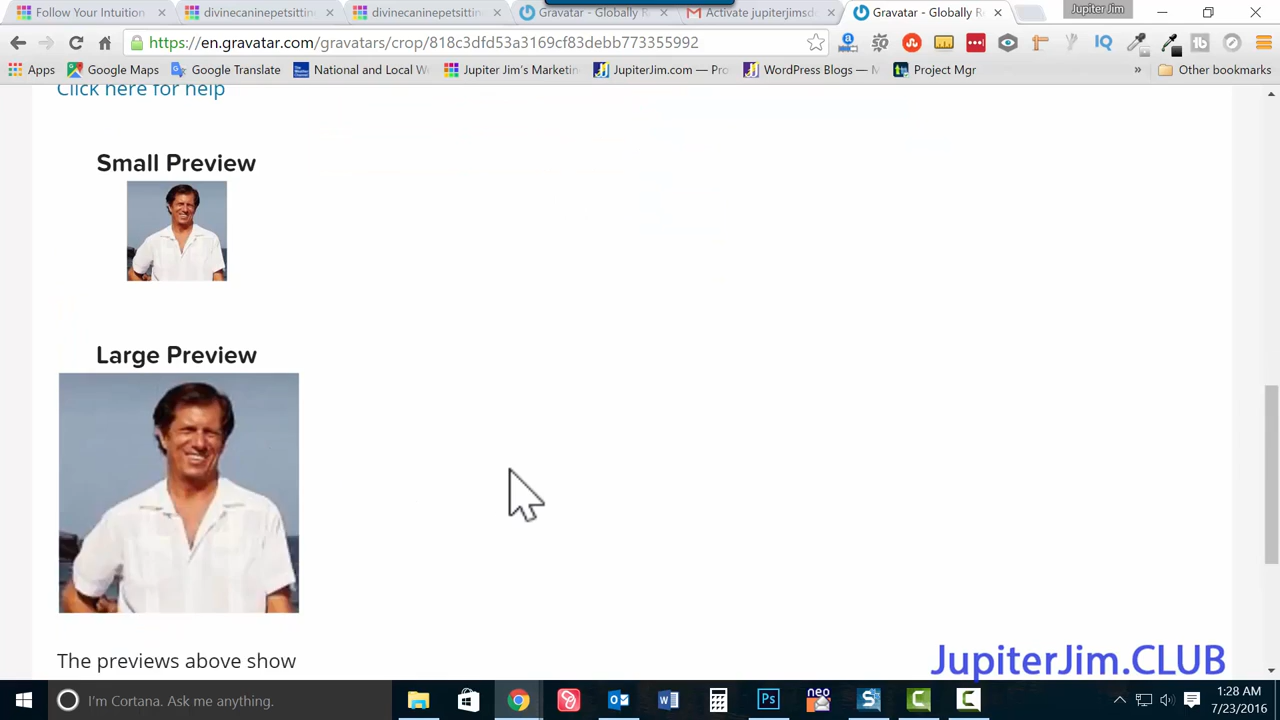 Follow Your Intuition
divinecaninepetsitting
divinecaninepetsitting
Gravatar - Globally R
Activate jupiterjimsd
Gravatar - Globally R
Jupiter Jim
https://en.gravatar.com/gravatars/crop/818c3dfd53a3169cf83debb773355992
Apps
Google Maps
Google Translate
National and Local W
Jupiter Jim's Marketin
JupiterJim.com — Pro
WordPress Blogs — M
Project Mgr
»
Other bookmarks
Click here for help
Small Preview
Large Preview
The previews above show
JupiterJim.CLUB
I'm Cortana. Ask me anything.
neo
1:28 AM
7/23/2016